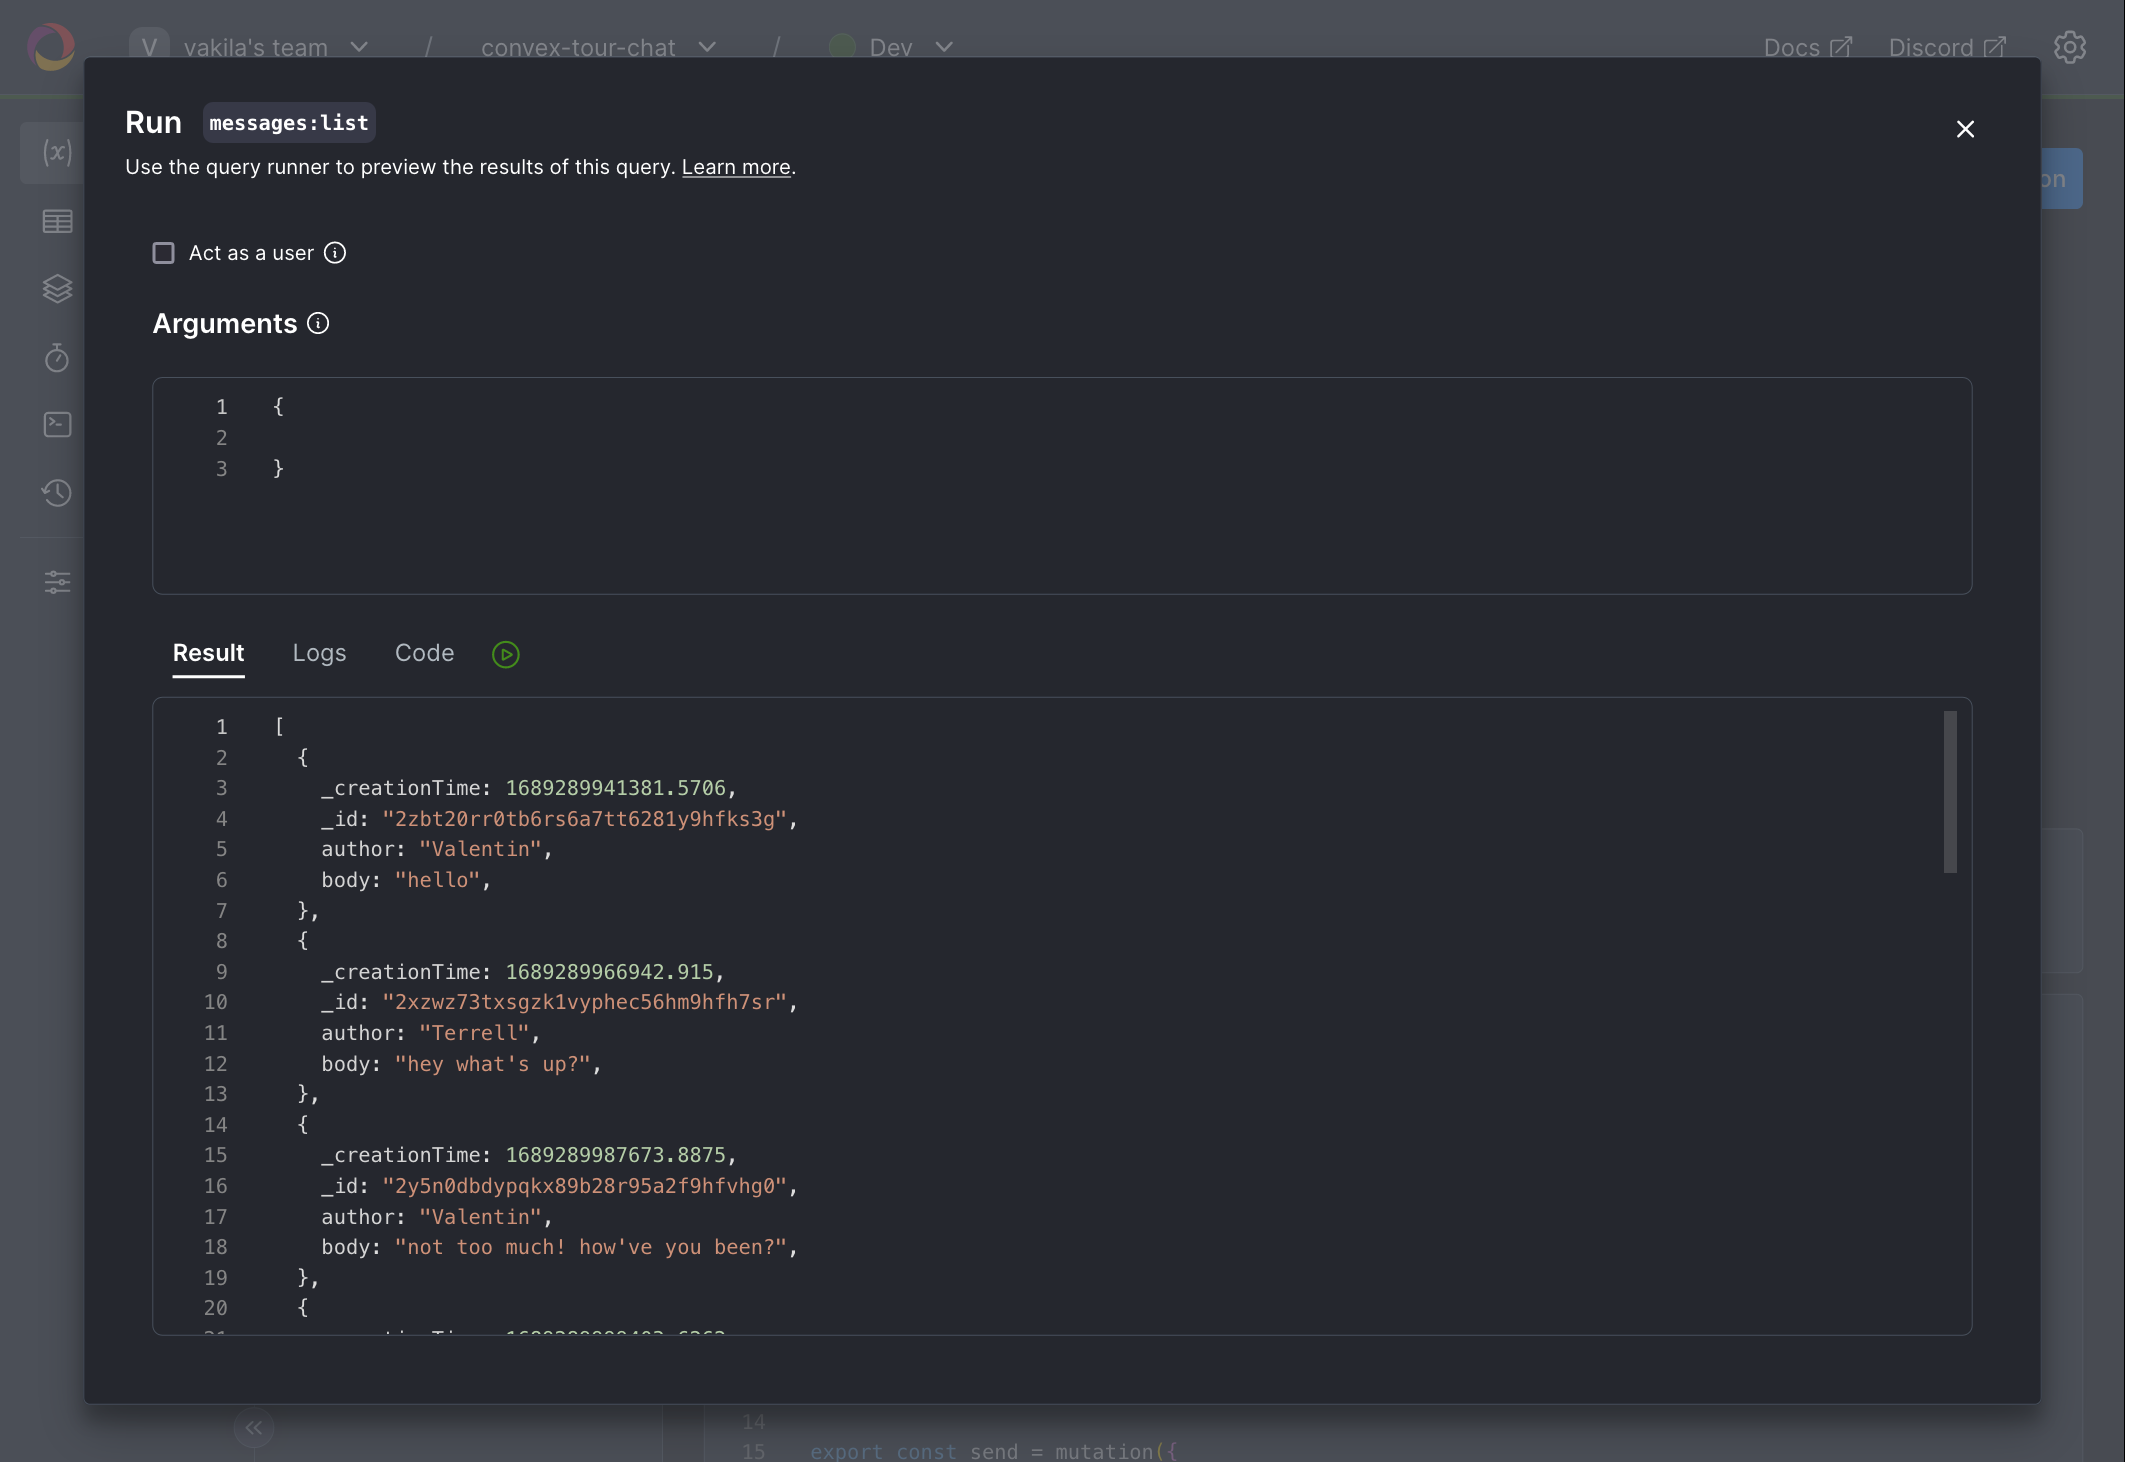 V vakila's team / convex-tour-chat / Dev Docs Discord
Run messages:list
Use the query runner to preview the results of this query. Learn more.
on
Act as a user
Arguments
1 {
2
3 }
Result Logs Code
1 [
2 {
3 _creationTime: 1689289941381.5706,
4 _id: "2zbt20rr0tb6rs6a7tt6281y9hfks3g",
5 author: "Valentin",
6 body: "hello",
7 },
8 {
9 _creationTime: 1689289966942.915,
10 _id: "2xzwz73txsgzk1vyphec56hm9hfh7sr",
11 author: "Terrell",
12 body: "hey what's up?",
13 },
14 {
15 _creationTime: 1689289987673.8875,
16 _id: "2y5n0dbdypqkx89b28r95a2f9hfvhg0",
17 author: "Valentin",
18 body: "not too much! how've you been?",
19 },
20 {
14
15 export const send = mutation({